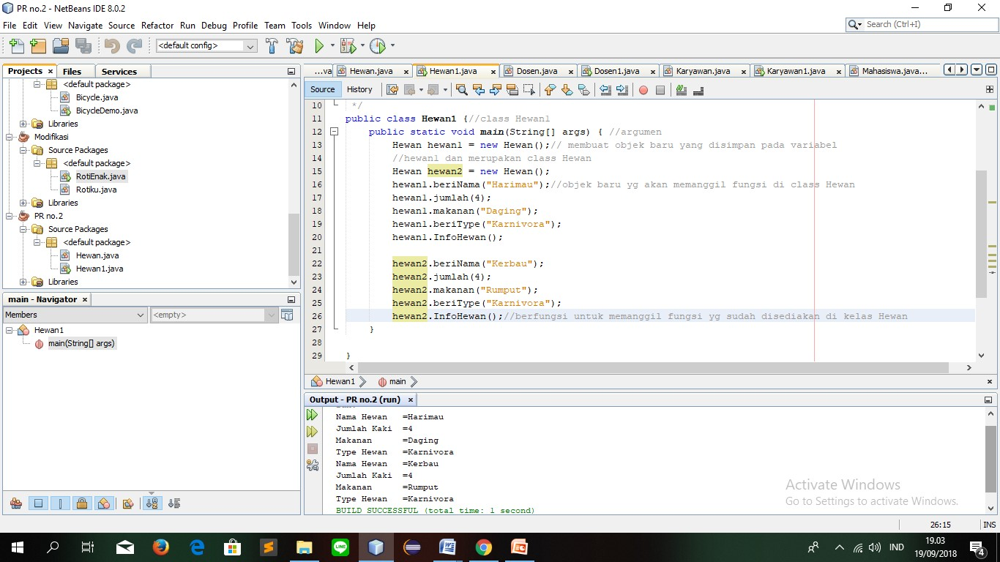 PR no.2 - NetBeans IDE 8.0.2
File Edit View Navigate Source Refactor Run Debug Profile Team Tools Window Help
Search (Ctrl+I)
<default config>
Projects Files Services
<default package>
Bicycle.java
BicycleDemo.java
Libraries
Modifikasi
Source Packages
<default package>
RotiEnak.java
Rotiku.java
Libraries
PR no.2
Source Packages
<default package>
Hewan.java
Hewan1.java
Libraries
main - Navigator
Members <empty>
Hewan1
main(String[] args)
...va Hewan.java Hewan1.java Dosen.java Dosen1.java Karyawan.java Karyawan1.java Mahasiswa.java...
Source History
10 */
11 public class Hewan1 {//class Hewan1
12 public static void main(String[] args) { //argumen
13 Hewan hewan1 = new Hewan();// membuat objek baru yang disimpan pada variabel
14 //hewan1 dan merupakan class Hewan
15 Hewan hewan2 = new Hewan();
16 hewan1.beriNama("Harimau");//objek baru yg akan memanggil fungsi di class Hewan
17 hewan1.jumlah(4);
18 hewan1.makanan("Daging");
19 hewan1.beriType("Karnivora");
20 hewan1.InfoHewan();
21
22 hewan2.beriNama("Kerbau");
23 hewan2.jumlah(4);
24 hewan2.makanan("Rumput");
25 hewan2.beriType("Karnivora");
26 hewan2.InfoHewan();//berfungsi untuk memanggil fungsi yg sudah disediakan di kelas Hewan
27 }
28
29 }
Hewan1 main
Output - PR no.2 (run)
Nama Hewan =Harimau
Jumlah Kaki =4
Makanan =Daging
Type Hewan =Karnivora
Nama Hewan =Kerbau
Jumlah Kaki =4
Makanan =Rumput
Type Hewan =Karnivora
BUILD SUCCESSFUL (total time: 1 second)
Activate Windows
Go to Settings to activate Windows.
26:15 INS
LINE
IND
19.03
19/09/2018
4